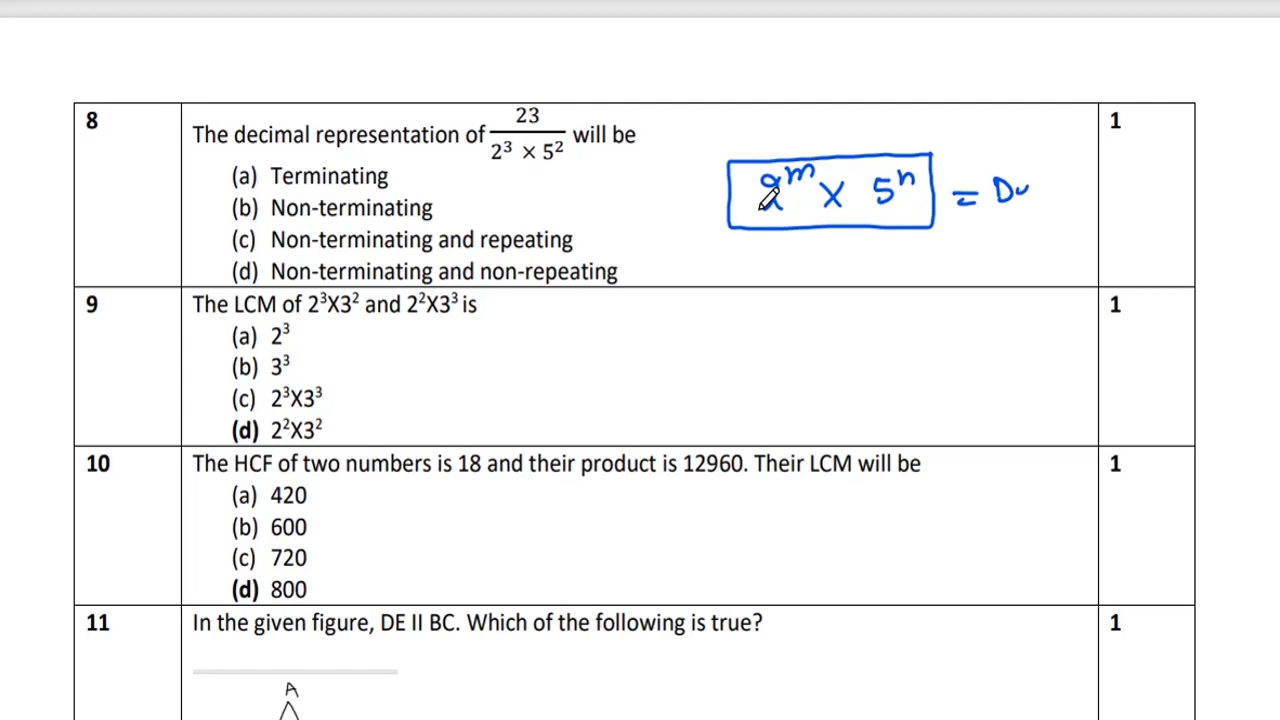 8 The decimal representation of 23 / 2³ × 5² will be 1
(a) Terminating
(b) Non-terminating
(c) Non-terminating and repeating
(d) Non-terminating and non-repeating
2ᵐ × 5ⁿ =
9 The LCM of 2³X3² and 2²X3³ is 1
(a) 2³
(b) 3³
(c) 2³X3³
(d) 2²X3²
10 The HCF of two numbers is 18 and their product is 12960. Their LCM will be 1
(a) 420
(b) 600
(c) 720
(d) 800
11 In the given figure, DE II BC. Which of the following is true? 1
A